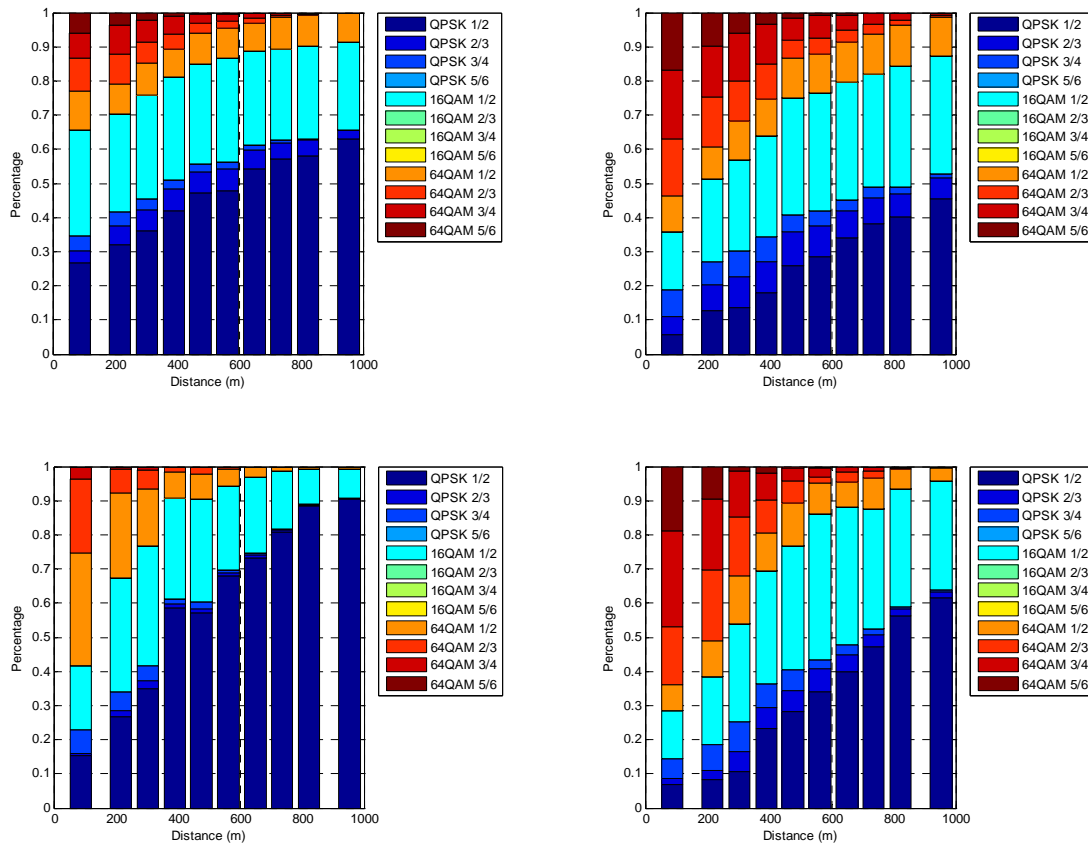 1
0.9
0.8
0.7
0.6
0.5
0.4
0.3
0.2
0.1
0
Percentage
0 200 400 600 800 1000
Distance (m)
QPSK 1/2
QPSK 2/3
QPSK 3/4
QPSK 5/6
16QAM 1/2
16QAM 2/3
16QAM 3/4
16QAM 5/6
64QAM 1/2
64QAM 2/3
64QAM 3/4
64QAM 5/6
1
0.9
0.8
0.7
0.6
0.5
0.4
0.3
0.2
0.1
0
Percentage
0 200 400 600 800 1000
Distance (m)
QPSK 1/2
QPSK 2/3
QPSK 3/4
QPSK 5/6
16QAM 1/2
16QAM 2/3
16QAM 3/4
16QAM 5/6
64QAM 1/2
64QAM 2/3
64QAM 3/4
64QAM 5/6
1
0.9
0.8
0.7
0.6
0.5
0.4
0.3
0.2
0.1
0
Percentage
0 200 400 600 800 1000
Distance (m)
QPSK 1/2
QPSK 2/3
QPSK 3/4
QPSK 5/6
16QAM 1/2
16QAM 2/3
16QAM 3/4
16QAM 5/6
64QAM 1/2
64QAM 2/3
64QAM 3/4
64QAM 5/6
1
0.9
0.8
0.7
0.6
0.5
0.4
0.3
0.2
0.1
0
Percentage
0 200 400 600 800 1000
Distance (m)
QPSK 1/2
QPSK 2/3
QPSK 3/4
QPSK 5/6
16QAM 1/2
16QAM 2/3
16QAM 3/4
16QAM 5/6
64QAM 1/2
64QAM 2/3
64QAM 3/4
64QAM 5/6